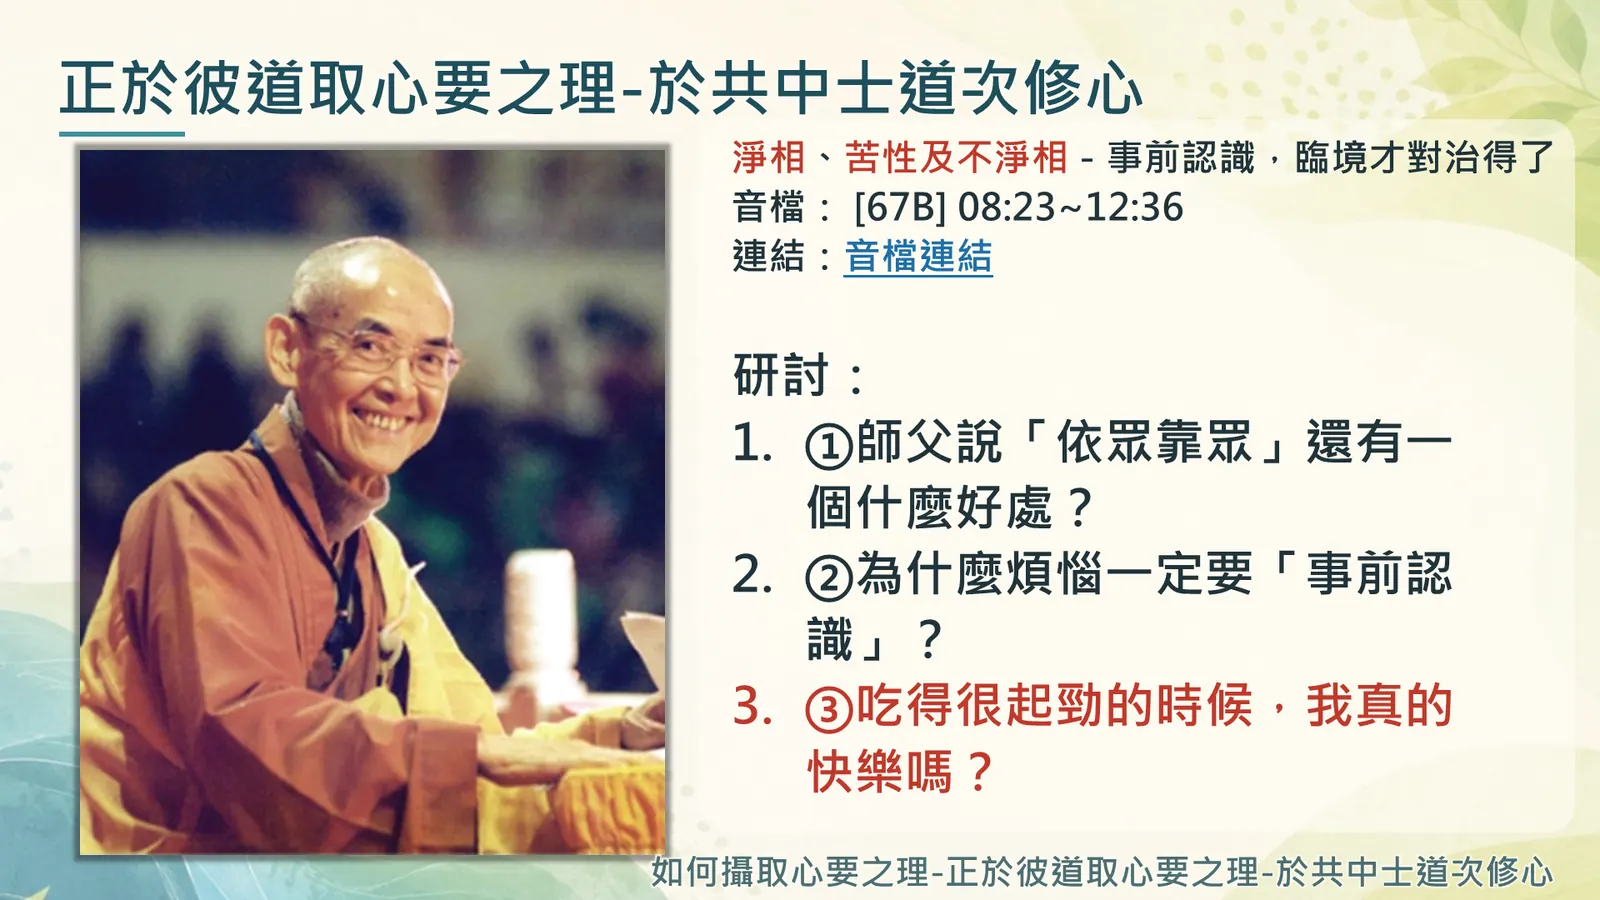 正於彼道取心要之理-於共中士道次修心
淨相、苦性及不淨相 - 事前認識，臨境才對治得了
音檔： [67B] 08:23~12:36
連結：音檔連結
研討：
1. ①師父說「依眾靠眾」還有一
個什麼好處？
2. ②為什麼煩惱一定要「事前認
識」？
3. ③吃得很起勁的時候，我真的
快樂嗎？
如何攝取心要之理-正於彼道取心要之理-於共中士道次修心